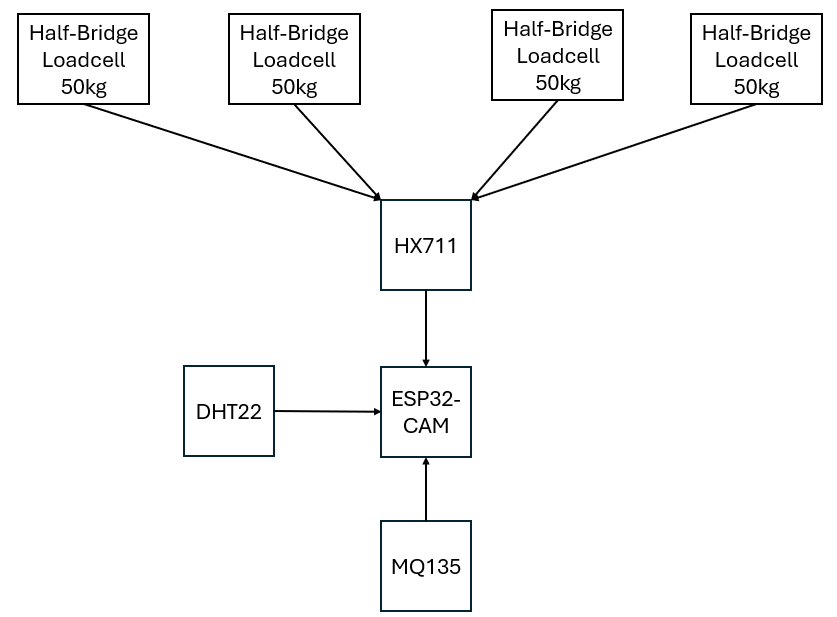 Half-Bridge
Loadcell
50kg
Half-Bridge
Loadcell
50kg
Half-Bridge
Loadcell
50kg
Half-Bridge
Loadcell
50kg
HX711
DHT22
ESP32-
CAM
MQ135